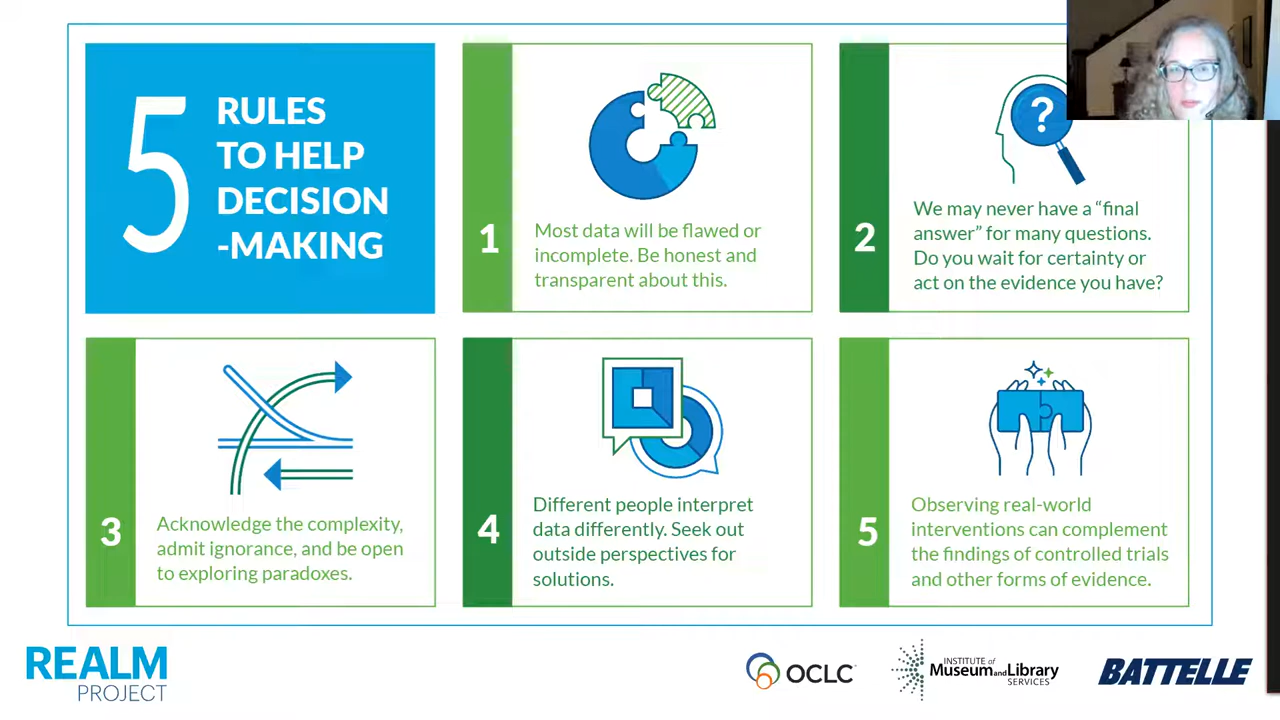 5
RULES
TO HELP
DECISION
-MAKING
1
Most data will be flawed or
incomplete. Be honest and
transparent about this.
?
2
We may never have a “final
answer” for many questions.
Do you wait for certainty or
act on the evidence you have?
3
Acknowledge the complexity,
admit ignorance, and be open
to exploring paradoxes.
4
Different people interpret
data differently. Seek out
outside perspectives for
solutions.
5
Observing real-world
interventions can complement
the findings of controlled trials
and other forms of evidence.
REALM
PROJECT
OCLC
INSTITUTE of
Museum and Library
SERVICES
BATTELLE